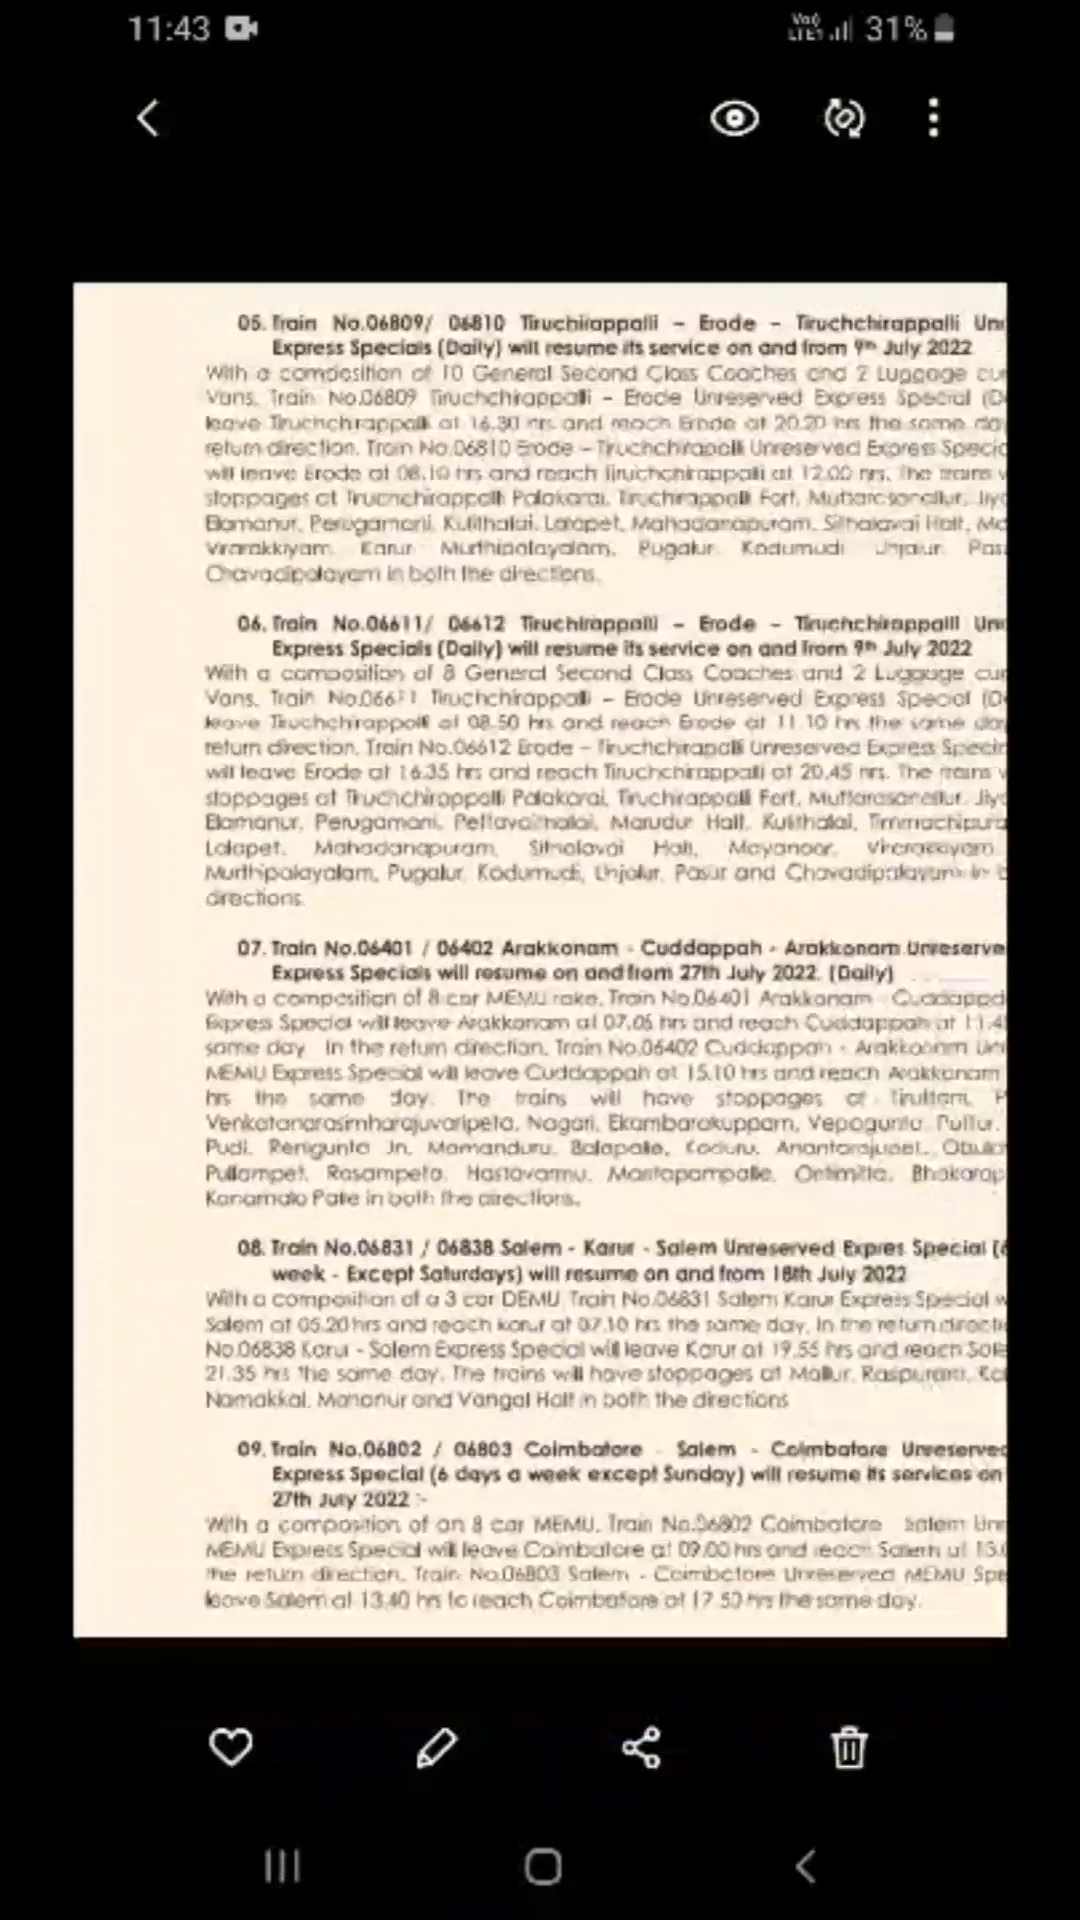 11:43
31%
05. Train No.06809/ 06810 Tiruchirappalli – Erode – Tiruchchirappalli
Express Specials (Daily) will resume its service on and from 9th July 2022
With a composition of 10 General Second Class Coaches and 2 Luggage
Vans, Train No.06809 Tiruchchirappalli – Erode Unreserved Express Special
leave Tiruchchirappalli at 16.30 hrs and reach Erode at 20.20 hrs the same
return direction, Train No.06810 Erode – Tiruchchirapalli Unreserved Express
will leave Erode at 08.10 hrs and reach Tiruchchirappalli at 12.00 hrs. The trains
stoppages at Tiruchchirappalli Palakarai, Tiruchirappalli Fort, Muttarasanallur,
Elamanur, Perugamani, Kulithalai, Lalapet, Mahadanapuram, Sithalavai Halt,
Virarakkiyam, Karur Murthipalayalam, Pugalur, Kodumudi Unjalur
Chavadipalayam in both the directions.
06. Train No.06611/ 06612 Tiruchirappalli – Erode – Tiruchchirappalli
Express Specials (Daily) will resume its service on and from 9th July 2022
With a composition of 8 General Second Class Coaches and 2 Luggage
Vans, Train No.06611 Tiruchchirappalli – Erode Unreserved Express Special
leave Tiruchchirappalli at 08.50 hrs and reach Erode at 11.10 hrs the same
return direction, Train No.06612 Erode – Tiruchchirapalli Unreserved Express
will leave Erode at 16.35 hrs and reach Tiruchchirappalli at 20.45 hrs. The trains
stoppages at Tiruchchirappalli Palakarai, Tiruchirappalli Fort, Muttarasanallur,
Elamanur, Perugamani, Pettavaithalai, Marudur Halt, Kulithalai,
Lalapet, Mahadanapuram, Sithalavai Halt, Mayanoor, Virarakkiyam
Murthipalayalam, Pugalur, Kodumudi, Unjalur, Pasur and Chavadipalayam in
directions.
07. Train No.06401 / 06402 Arakkonam - Cuddappah - Arakkonam
Express Specials will resume on and from 27th July 2022. (Daily)
With a composition of 8 car MEMU rake, Train No.06401 Arakkonam
Express Special will leave Arakkonam at 07.05 hrs and reach Cuddappah at
same day In the return direction, Train No.06402 Cuddappah - Arakkonam
MEMU Express Special will leave Cuddappah at 15.10 hrs and reach Arakkonam
hrs the same day. The trains will have stoppages at Tiruttani,
Venkatanarasimharajuvaripeta, Nagari, Ekambarakuppam, Vepagunta, Puttur,
Pudi, Renigunta Jn, Mamanduru, Balapalle, Koduru, Anantarajupet,
Pullampet, Rasampeta, Hastavarmu, Mantapampalle, Ontimitta,
Kanamalo Pate in both the directions.
08. Train No.06831 / 06838 Salem - Karur - Salem Unreserved Expres Special
week - Except Saturdays) will resume on and from 18th July 2022
With a composition of a 3 car DEMU Train No.06831 Salem Karur Express Special
Salem at 05.20 hrs and reach karur at 07.10 hrs the same day. In the return
No.06838 Karur - Salem Express Special will leave Karur at 19.55 hrs and reach
21.35 hrs the same day. The trains will have stoppages at Mallur, Rasipuram,
Namakkal, Mohanur and Vangal Halt in both the directions
09. Train No.06802 / 06803 Coimbatore - Salem - Coimbatore
Express Special (6 days a week except Sunday) will resume its services on
27th July 2022 :-
With a composition of an 8 car MEMU, Train No.06802 Coimbatore Salem
MEMU Express Special will leave Coimbatore at 09.00 hrs and reach Salem at
the return direction, Train No.06803 Salem - Coimbatore Unreserved MEMU
leave Salem at 13.40 hrs to reach Coimbatore at 17.50 hrs the same day.